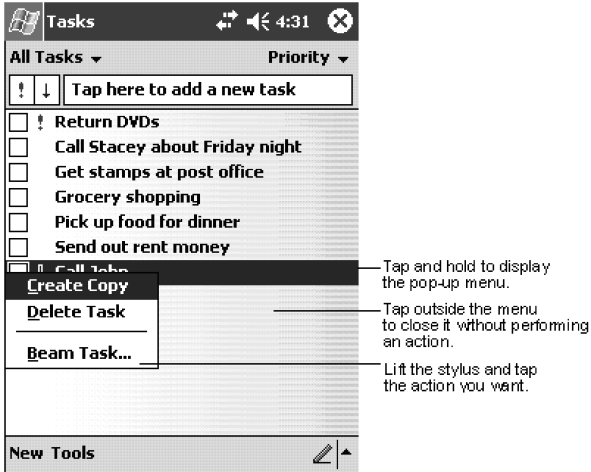 Tasks 4:31
All Tasks Priority
! ↓ Tap here to add a new task
! Return DVDs
Call Stacey about Friday night
Get stamps at post office
Grocery shopping
Pick up food for dinner
Send out rent money
Call John
Create Copy
Delete Task
Beam Task...
New Tools
Tap and hold to display
the pop-up menu.
Tap outside the menu
to close it without performing
an action.
Lift the stylus and tap
the action you want.